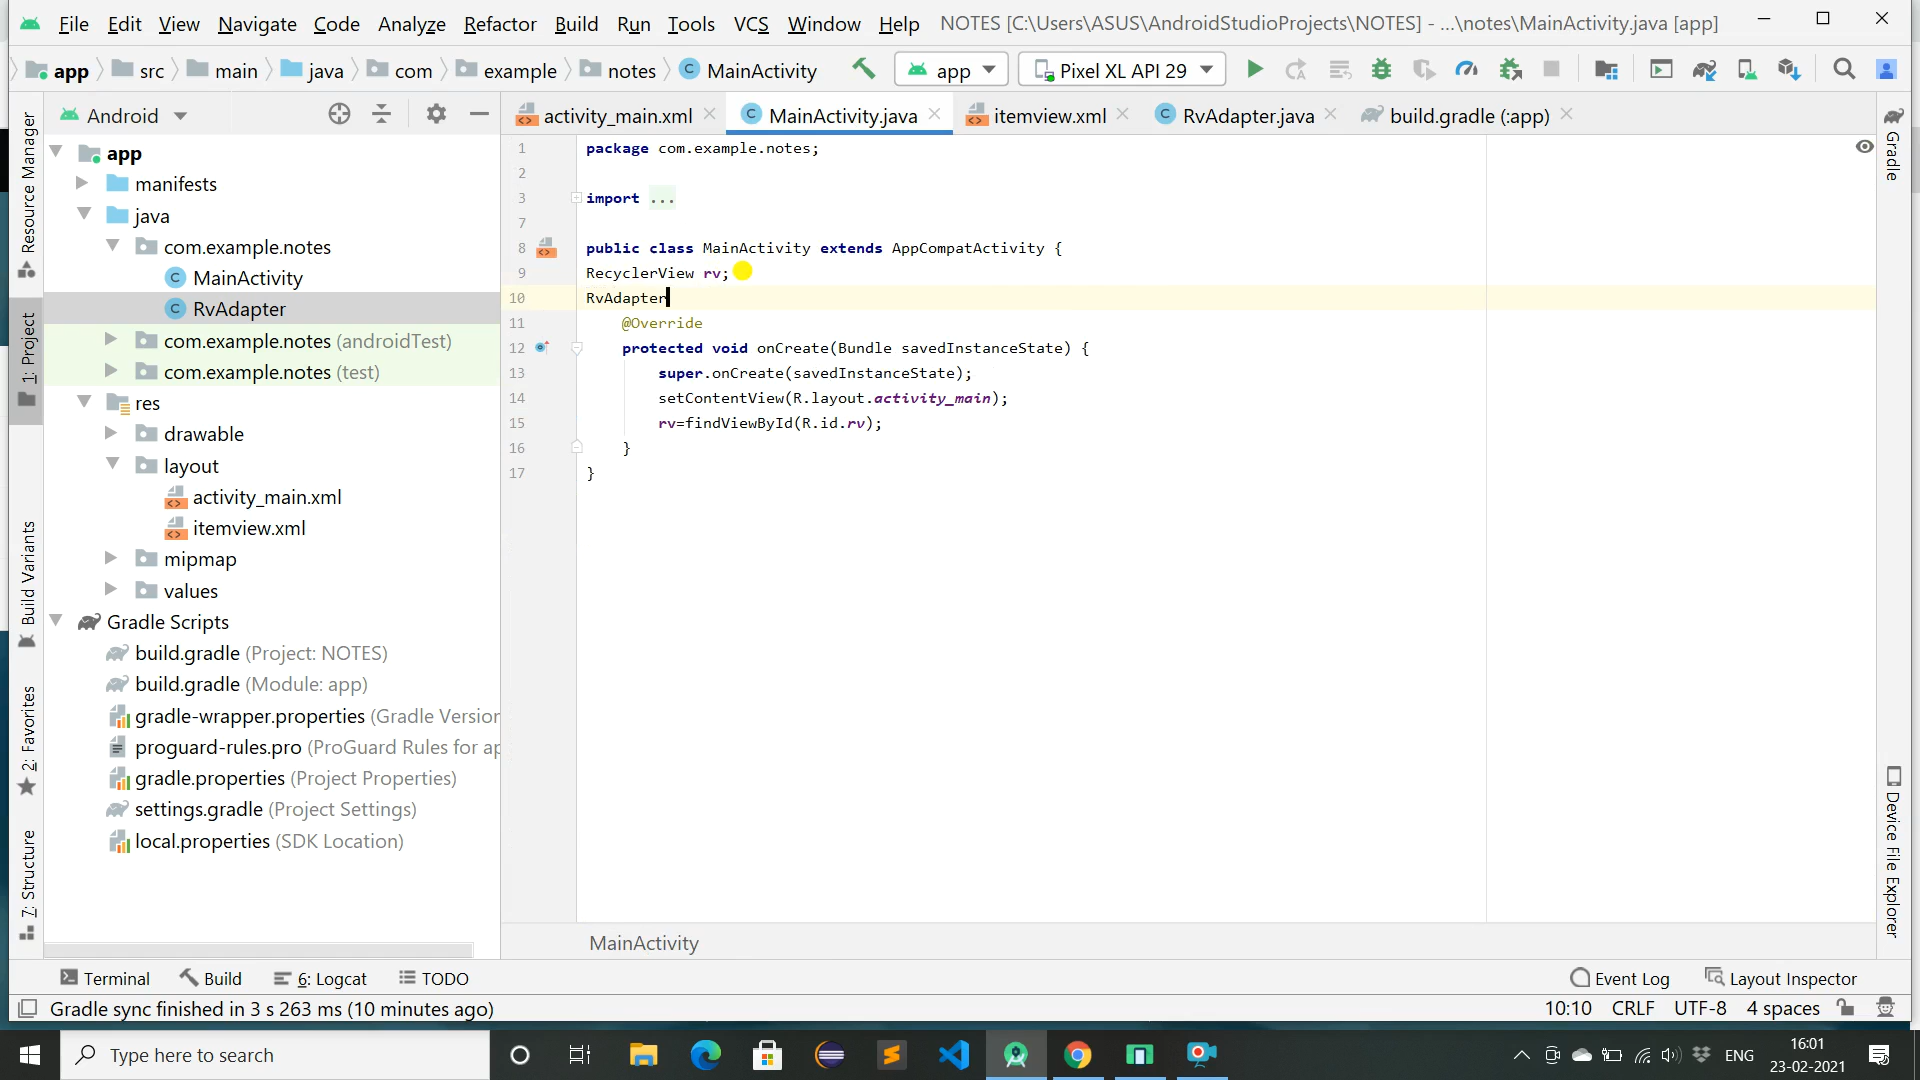 File Edit View Navigate Code Analyze Refactor Build Run Tools VCS Window Help NOTES [C:\Users\ASUS\AndroidStudioProjects\NOTES] - ...\notes\MainActivity.java [app]
app src main java com example notes MainActivity app Pixel XL API 29
Android activity_main.xml MainActivity.java itemview.xml RvAdapter.java build.gradle (:app)
Resource Manager
1: Project
Build Variants
2: Favorites
7: Structure
app
manifests
java
com.example.notes
MainActivity
RvAdapter
com.example.notes (androidTest)
com.example.notes (test)
res
drawable
layout
activity_main.xml
itemview.xml
mipmap
values
Gradle Scripts
build.gradle (Project: NOTES)
build.gradle (Module: app)
gradle-wrapper.properties (Gradle Version
proguard-rules.pro (ProGuard Rules for ap
gradle.properties (Project Properties)
settings.gradle (Project Settings)
local.properties (SDK Location)
1 package com.example.notes;
2
3 import ...
7
8 public class MainActivity extends AppCompatActivity {
9 RecyclerView rv;
10 RvAdapter
11 @Override
12 protected void onCreate(Bundle savedInstanceState) {
13 super.onCreate(savedInstanceState);
14 setContentView(R.layout.activity_main);
15 rv=findViewById(R.id.rv);
16 }
17 }
MainActivity
Gradle
Device File Explorer
Terminal Build 6: Logcat TODO Event Log Layout Inspector
Gradle sync finished in 3 s 263 ms (10 minutes ago) 10:10 CRLF UTF-8 4 spaces
Type here to search ENG 16:01
23-02-2021